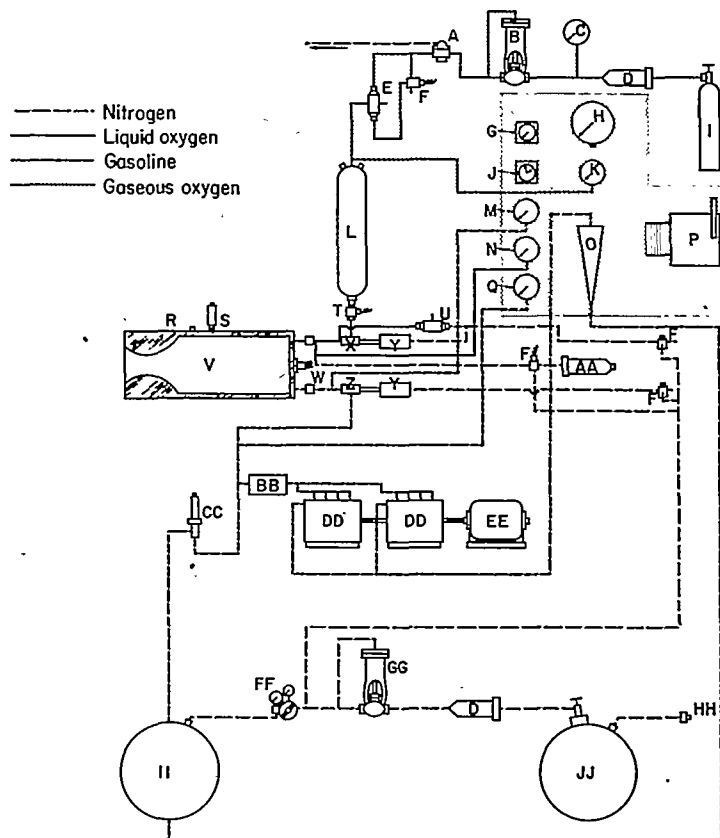 A
B
C
Nitrogen
Liquid oxygen
Gasoline
Gaseous oxygen
E
F
D
I
G
H
J
K
L
M
N
O
P
Q
T
U
R
S
V
W
X
Y
F
F
AA
Z
Y
F
BB
CC
DD
DD
EE
FF
GG
D
HH
II
JJ